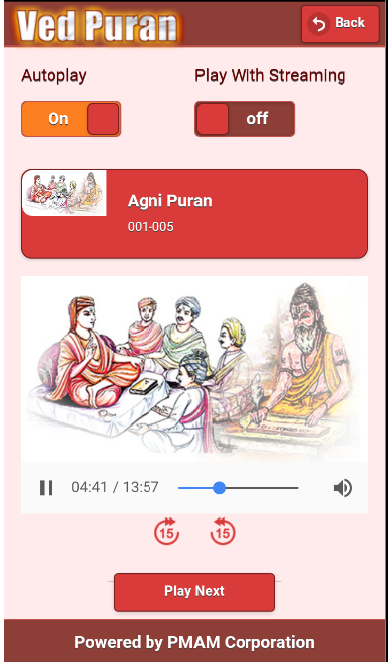 Ved Puran
Back
Autoplay
Play With Streaming
On
off
Agni Puran
001-005
04:41 / 13:57
15
15
Play Next
Powered by PMAM Corporation